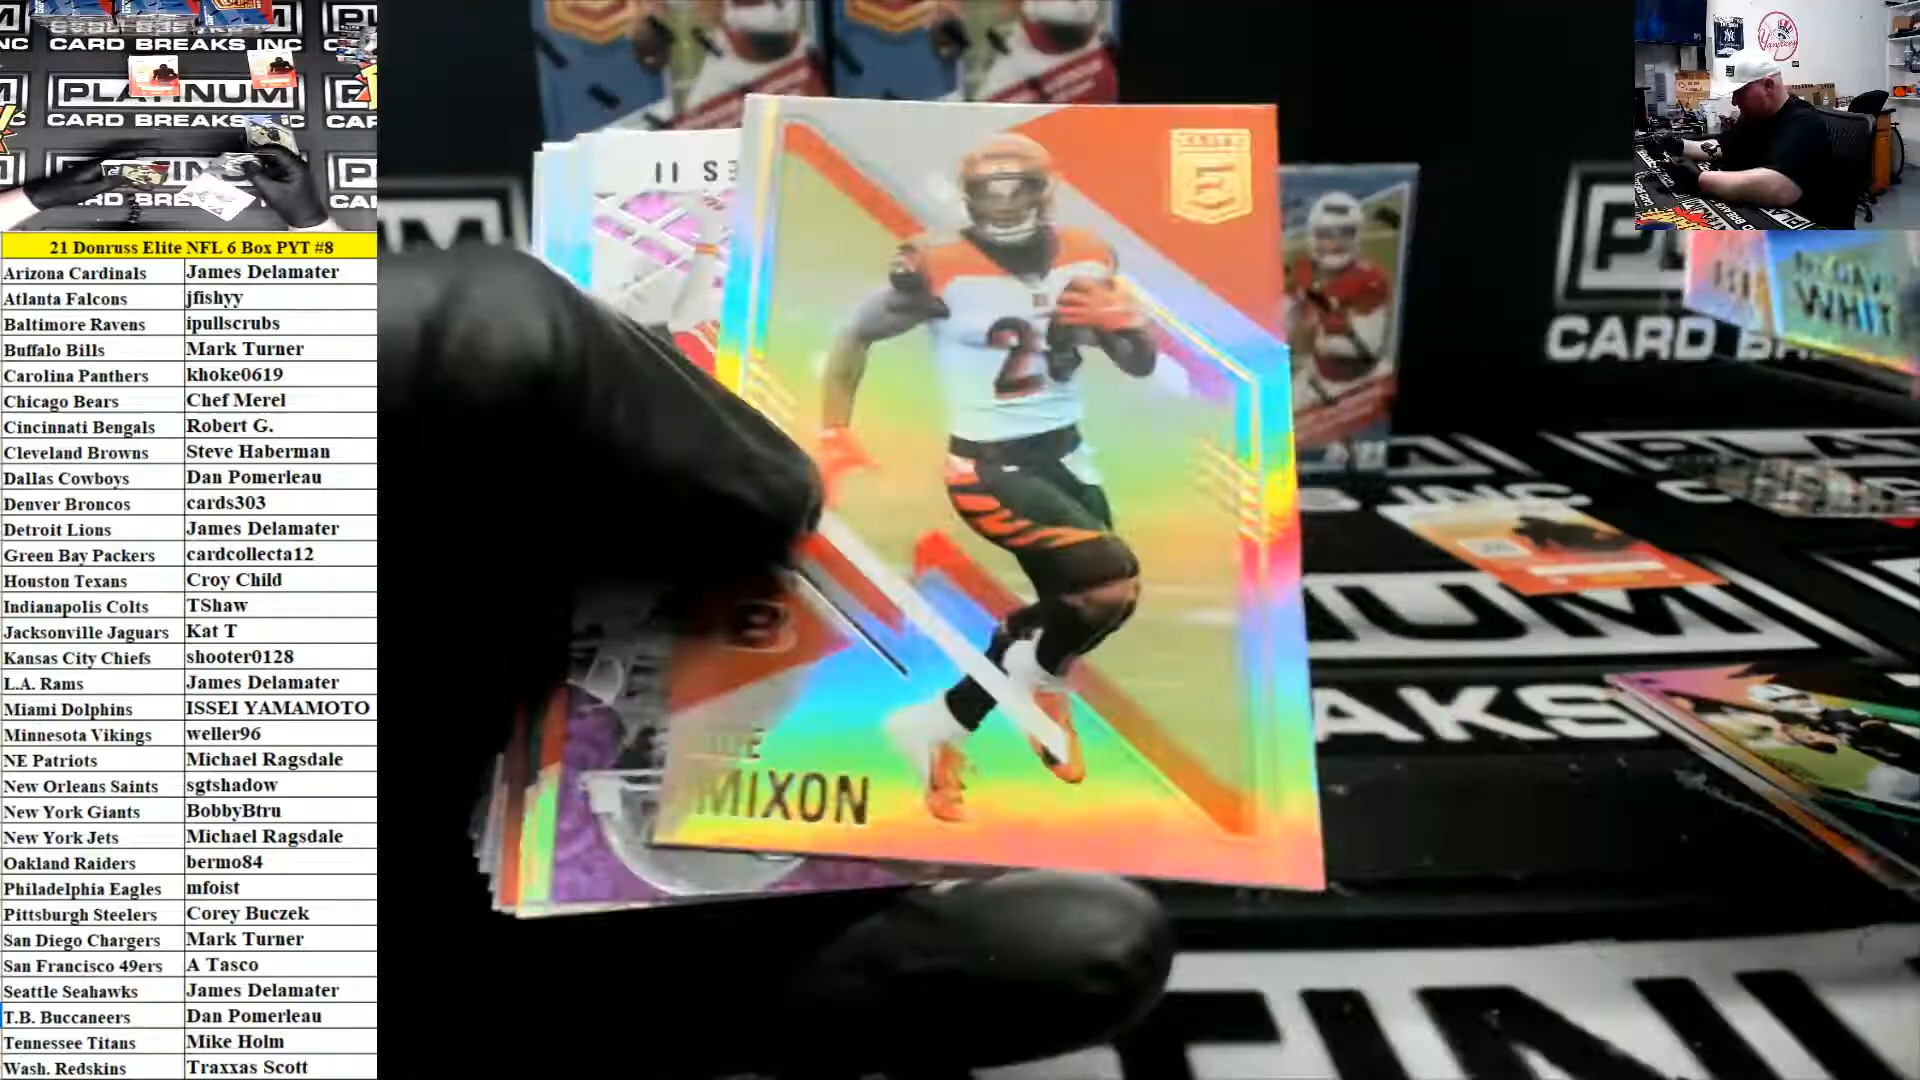 CARD BREAKS INC
PLATINUM
CARD BREAKS INC
21 Donruss Elite NFL 6 Box PYT #8
Arizona Cardinals James Delamater
Atlanta Falcons jfishyy
Baltimore Ravens ipullscrubs
Buffalo Bills Mark Turner
Carolina Panthers khoke0619
Chicago Bears Chef Merel
Cincinnati Bengals Robert G.
Cleveland Browns Steve Haberman
Dallas Cowboys Dan Pomerleau
Denver Broncos cards303
Detroit Lions James Delamater
Green Bay Packers cardcollecta12
Houston Texans Croy Child
Indianapolis Colts TShaw
Jacksonville Jaguars Kat T
Kansas City Chiefs shooter0128
L.A. Rams James Delamater
Miami Dolphins ISSEI YAMAMOTO
Minnesota Vikings weller96
NE Patriots Michael Ragsdale
New Orleans Saints sgtshadow
New York Giants BobbyBtru
New York Jets Michael Ragsdale
Oakland Raiders bermo84
Philadelphia Eagles mfoist
Pittsburgh Steelers Corey Buczek
San Diego Chargers Mark Turner
San Francisco 49ers A Tasco
Seattle Seahawks James Delamater
T.B. Buccaneers Dan Pomerleau
Tennessee Titans Mike Holm
Wash. Redskins Traxxas Scott
ELITE
E
2
MIXON
CARD
WHIT